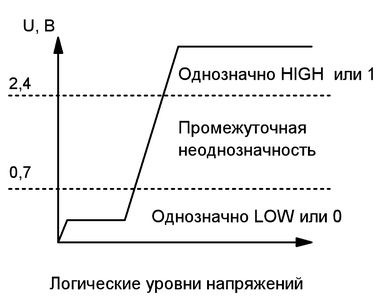 U, В
Однозначно HIGH или 1
2,4
Промежуточная
неоднозначность
0,7
Однозначно LOW или 0
Логические уровни напряжений